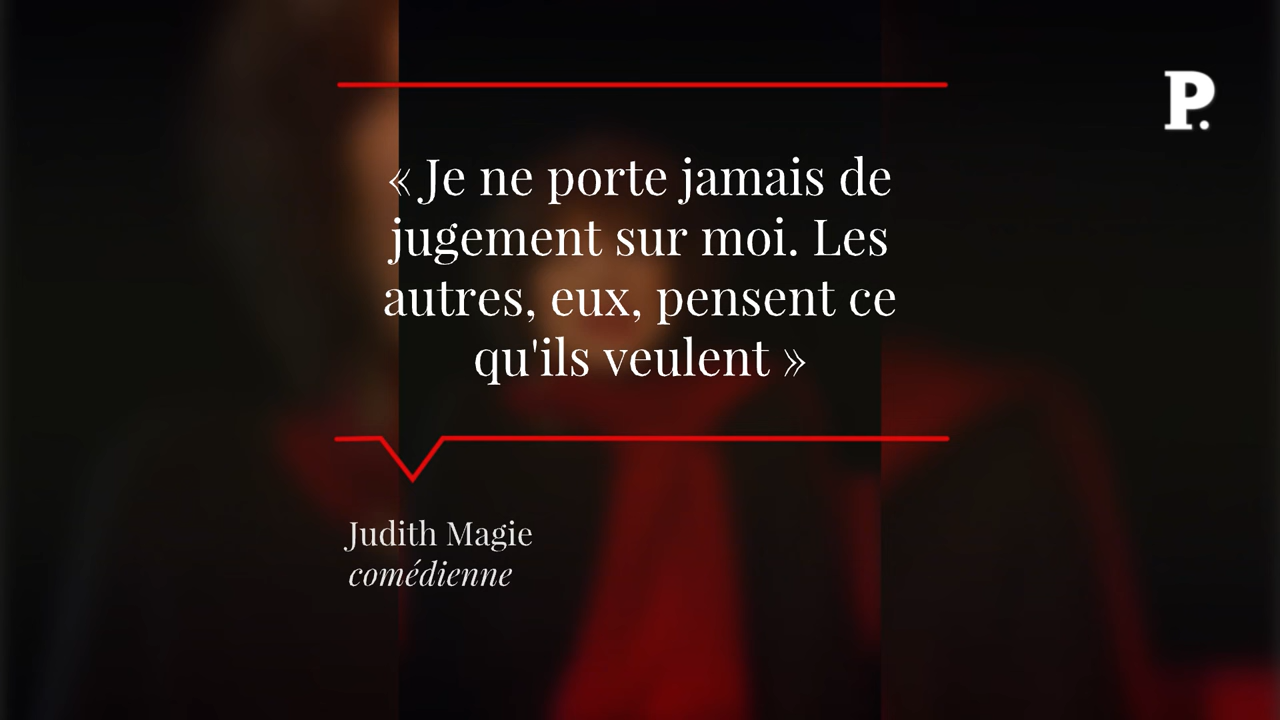 P.
« Je ne porte jamais de
jugement sur moi. Les
autres, eux, pensent ce
qu'ils veulent »
Judith Magie
comédienne